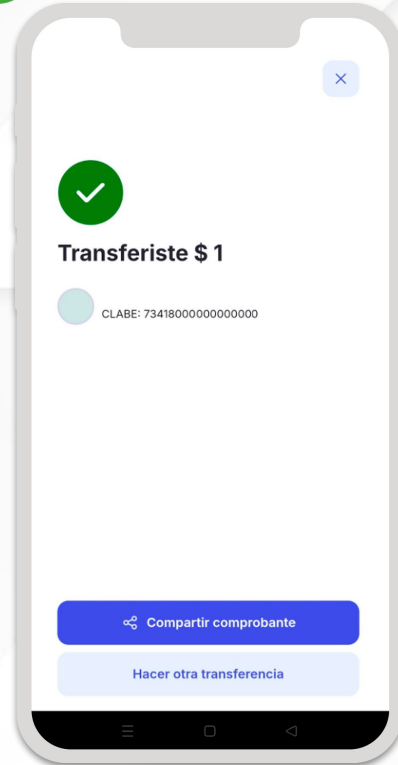 Transferiste $ 1
CLABE: 73418000000000000
Compartir comprobante
Hacer otra transferencia